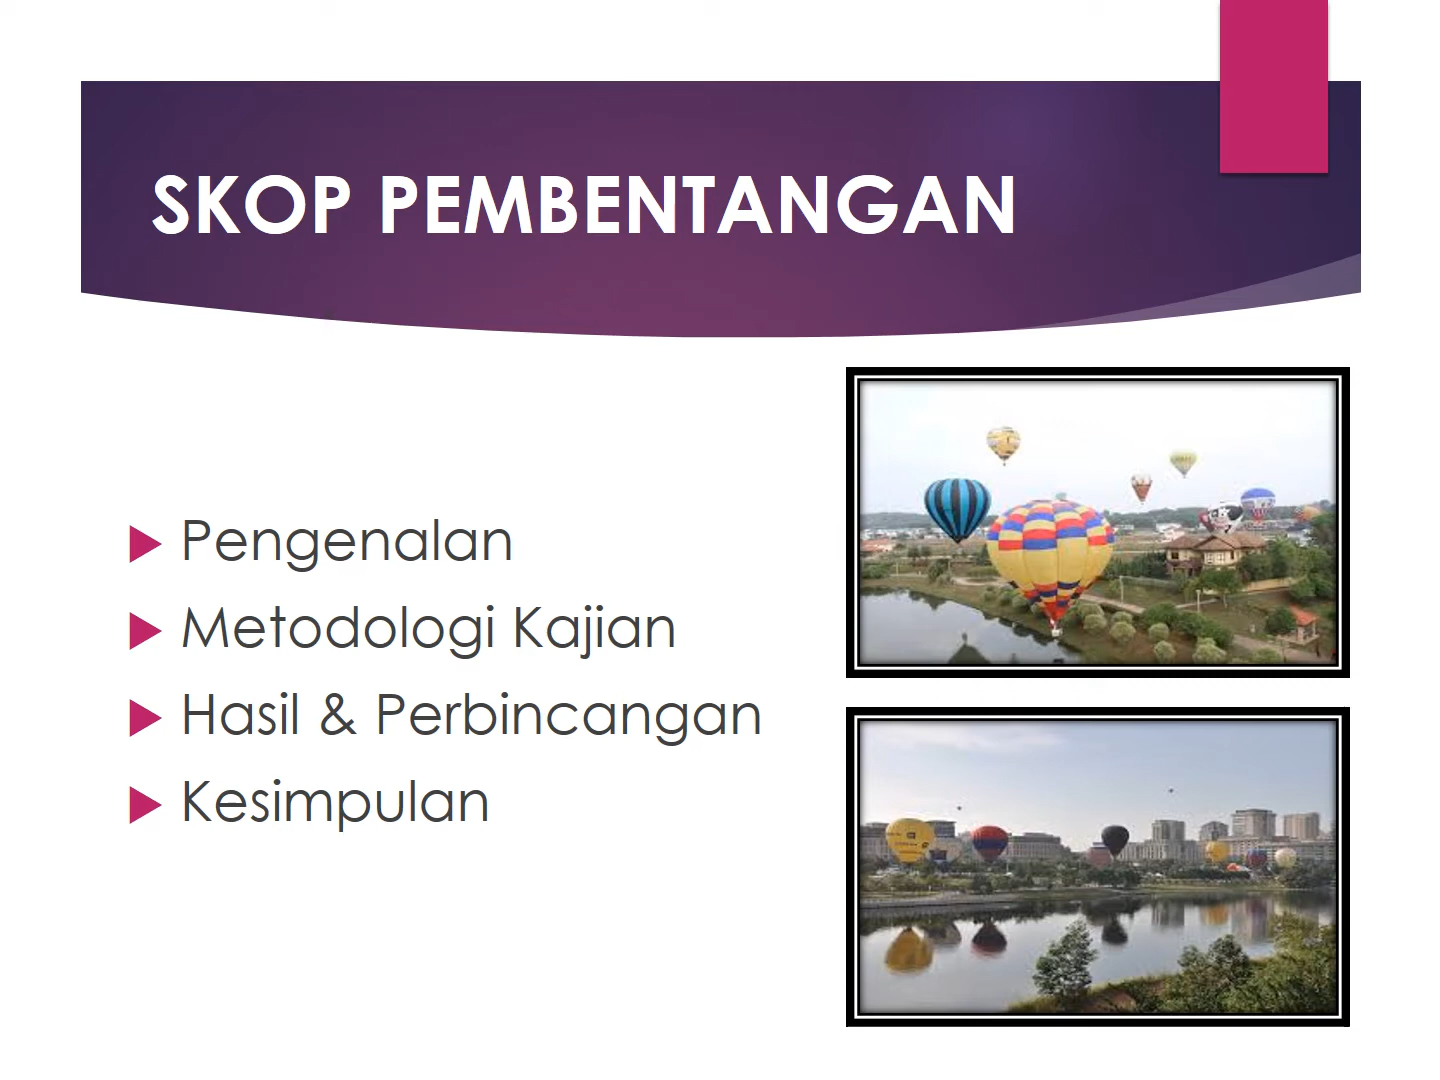 SKOP PEMBENTANGAN
Pengenalan
Metodologi Kajian
Hasil & Perbincangan
Kesimpulan